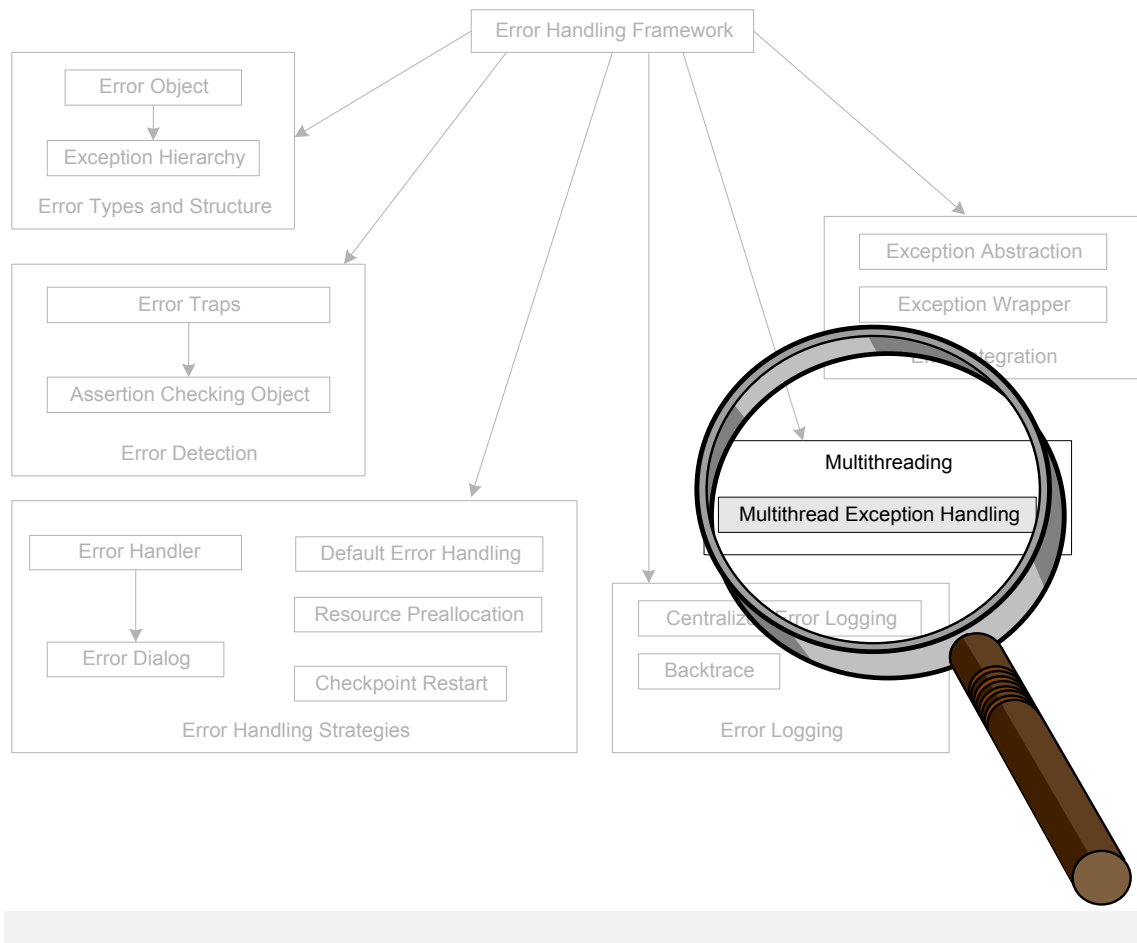 Error Handling Framework
Error Object
Exception Hierarchy
Error Types and Structure
Exception Abstraction
Exception Wrapper
Error Traps
Assertion Checking Object
Error Detection
Multithreading
Multithread Exception Handling
Error Handler
Default Error Handling
Resource Preallocation
Error Dialog
Checkpoint Restart
Error Handling Strategies
Error Logging
Backtrace
Error Logging